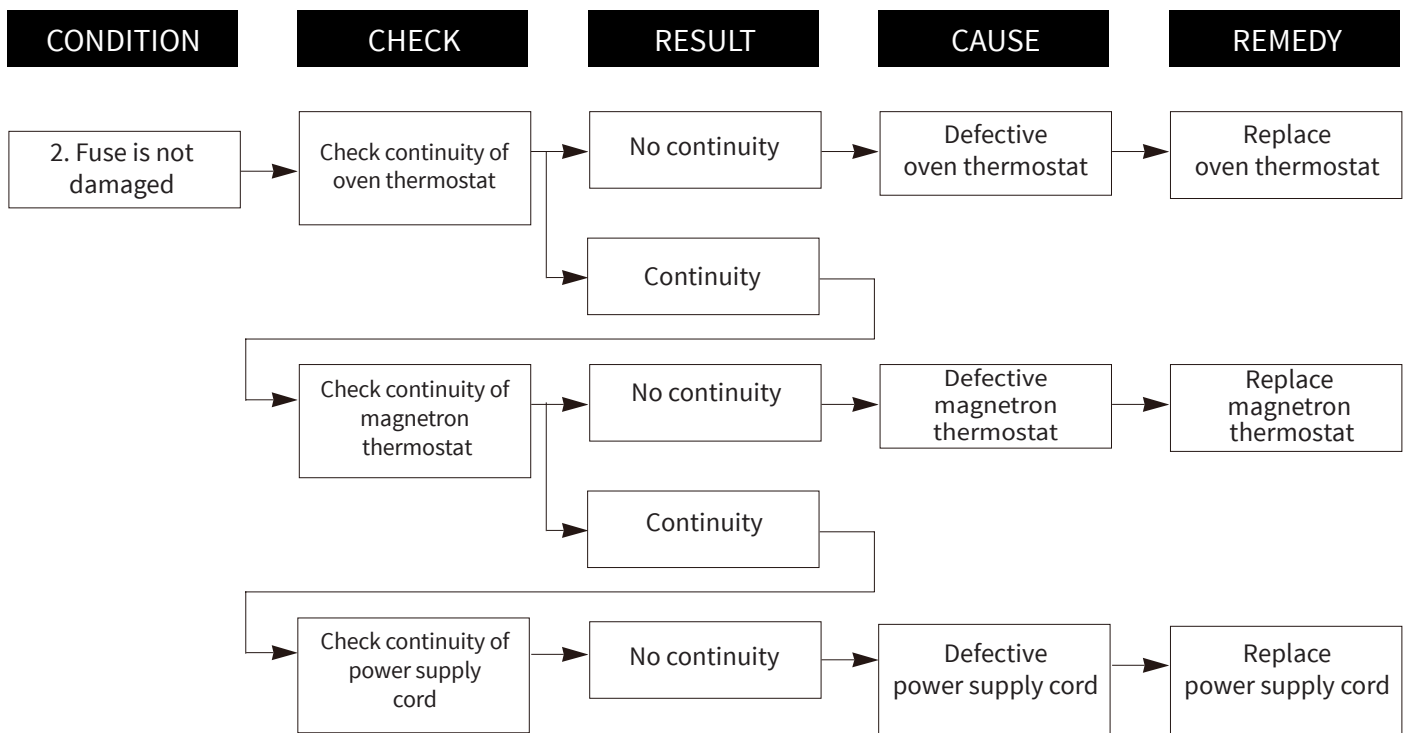 CONDITION
CHECK
RESULT
CAUSE
REMEDY
2. Fuse is not
damaged
Check continuity of
oven thermostat
No continuity
Defective
oven thermostat
Replace
oven thermostat
Continuity
Check continuity of
magnetron
thermostat
No continuity
Defective
magnetron
thermostat
Replace
magnetron
thermostat
Continuity
Check continuity of
power supply
cord
No continuity
Defective
power supply cord
Replace
power supply cord